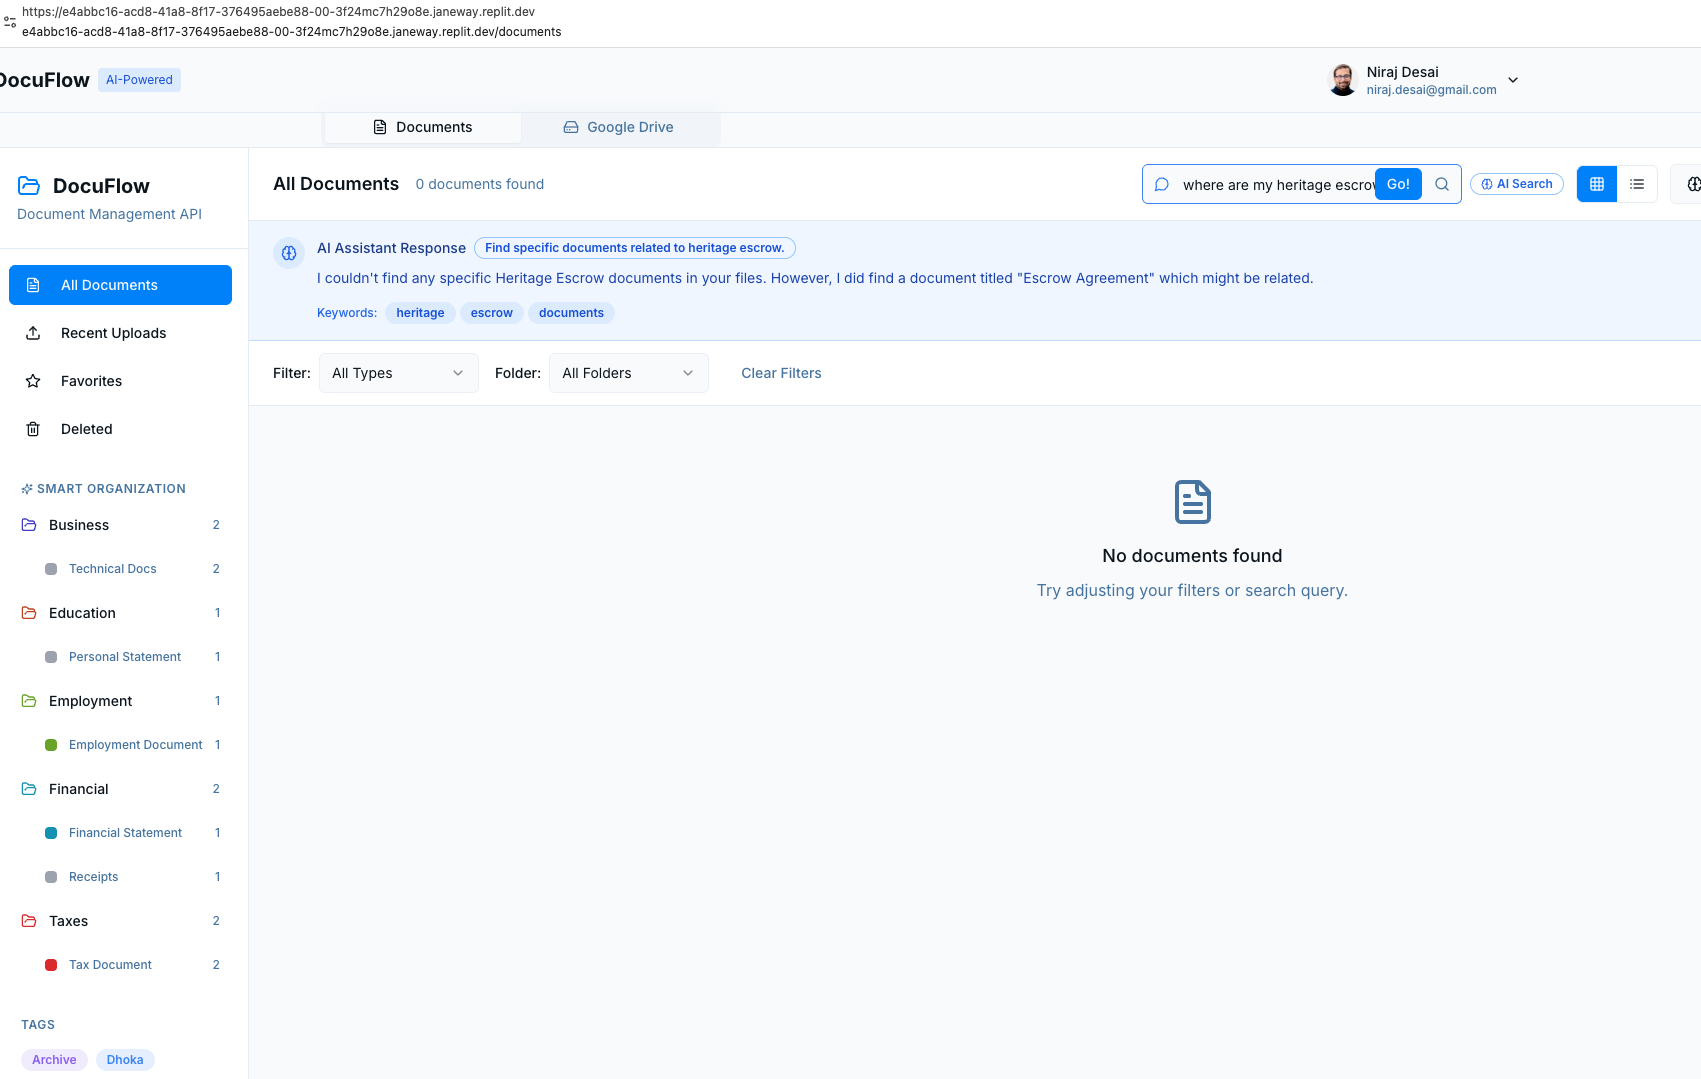 https://e4abbc16-acd8-41a8-8f17-376495aebe88-00-3f24mc7h29o8e.janeway.replit.dev
e4abbc16-acd8-41a8-8f17-376495aebe88-00-3f24mc7h29o8e.janeway.replit.dev/documents
DocuFlow AI-Powered
Niraj Desai
niraj.desai@gmail.com
Documents Google Drive
DocuFlow
Document Management API
All Documents 0 documents found
where are my heritage escrow Go! AI Search
AI Assistant Response Find specific documents related to heritage escrow.
I couldn't find any specific Heritage Escrow documents in your files. However, I did find a document titled "Escrow Agreement" which might be related.
Keywords: heritage escrow documents
Filter: All Types Folder: All Folders Clear Filters
No documents found
Try adjusting your filters or search query.
All Documents
Recent Uploads
Favorites
Deleted
SMART ORGANIZATION
Business 2
Technical Docs 2
Education 1
Personal Statement 1
Employment 1
Employment Document 1
Financial 2
Financial Statement 1
Receipts 1
Taxes 2
Tax Document 2
TAGS
Archive Dhoka